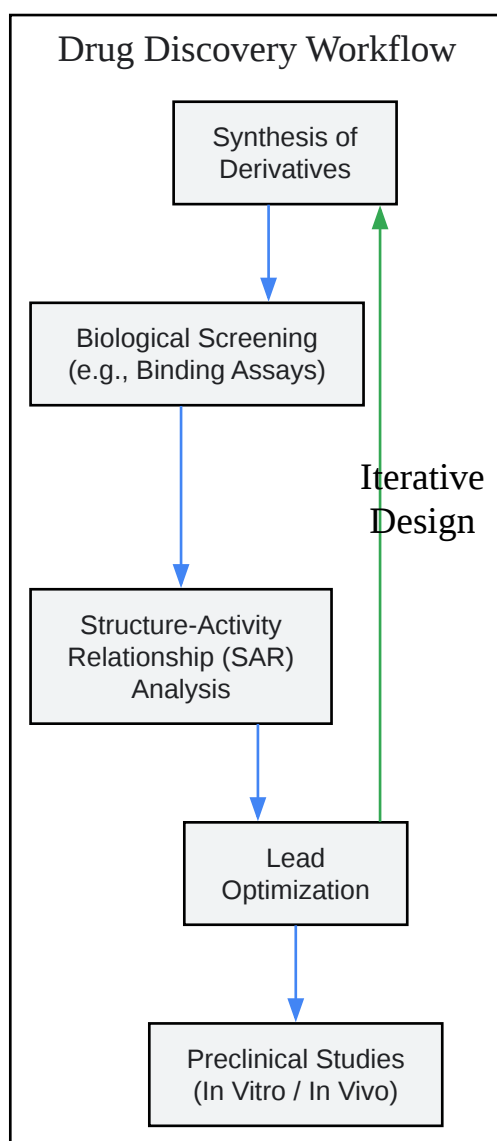 Drug Discovery Workflow
Synthesis of
Derivatives
Biological Screening
(e.g., Binding Assays)
Iterative
Design
Structure-Activity
Relationship (SAR)
Analysis
Lead
Optimization
Preclinical Studies
(In Vitro / In Vivo)